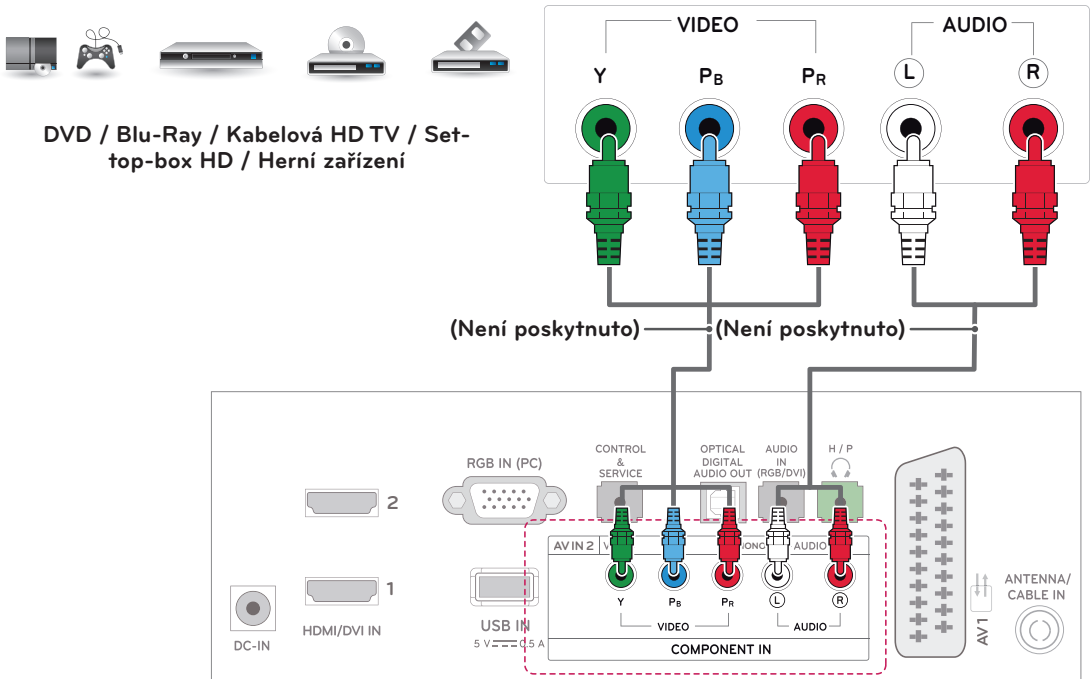 VIDEO
AUDIO
Y
PB
PR
L
R
DVD / Blu-Ray / Kabelová HD TV / Set-
top-box HD / Herní zařízení
(Není poskytnuto)
(Není poskytnuto)
RGB IN (PC)
CONTROL
&
SERVICE
OPTICAL
DIGITAL
AUDIO OUT
AUDIO
IN
(RGB/DVI)
H / P
2
1
HDMI/DVI IN
DC-IN
USB IN
5 V 0.5 A
AV IN 2
AUDIO
Y
PB
PR
L
R
VIDEO
AUDIO
COMPONENT IN
AV1
ANTENNA/
CABLE IN